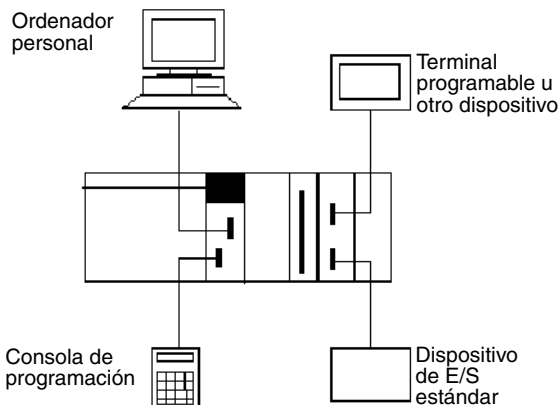 Ordenador
personal
Terminal
programable u
otro dispositivo
Consola de
programación
Dispositivo
de E/S
estándar